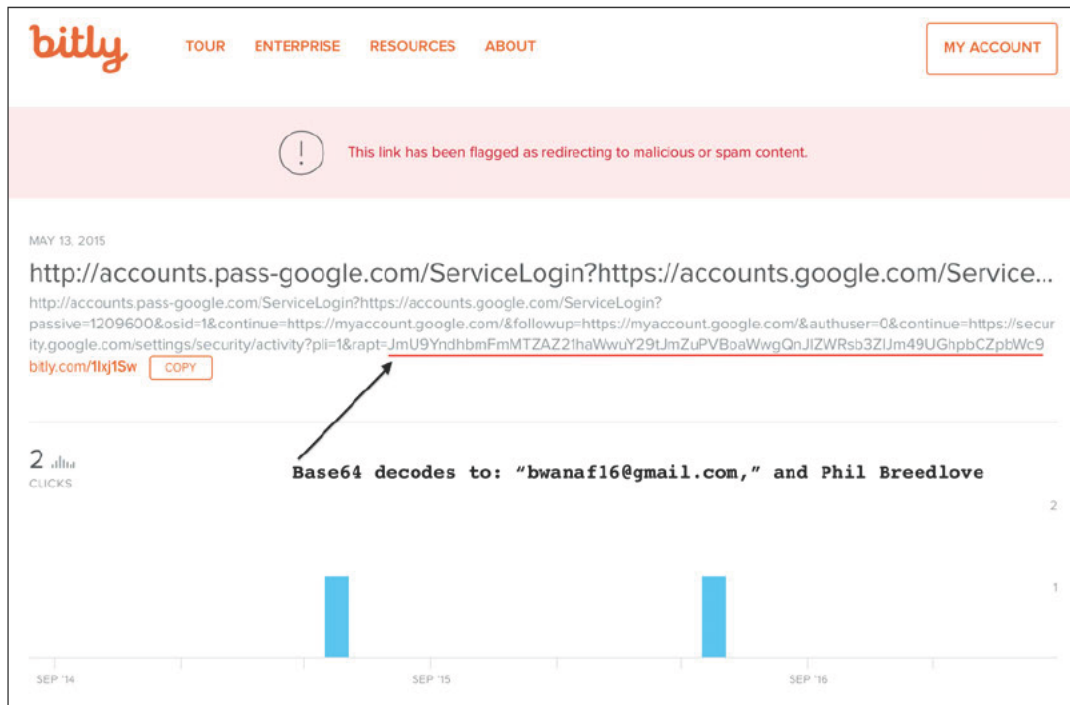 bitly TOUR ENTERPRISE RESOURCES ABOUT MY ACCOUNT
! This link has been flagged as redirecting to malicious or spam content.
MAY 13, 2015
http://accounts.pass-google.com/ServiceLogin?https://accounts.google.com/Service...
http://accounts.pass-google.com/ServiceLogin?https://accounts.google.com/ServiceLogin?
passive=1209600&osid=1&continue=https://myaccount.google.com/&followup=https://myaccount.google.com/&authuser=0&continue=https://secur
ity.google.com/settings/security/activity?pli=1&rapt=JmU9YndhbmFmMTZAZ21haWwuY29tJmZuPVBoaWwgQnJlZWRsb3ZlJm49UGhpbCZpbWc9
bitly.com/1lxj1Sw COPY
2
CLICKS
Base64 decodes to: “bwanaf16@gmail.com,” and Phil Breedlove
2
1
SEP '14 SEP '15 SEP '16